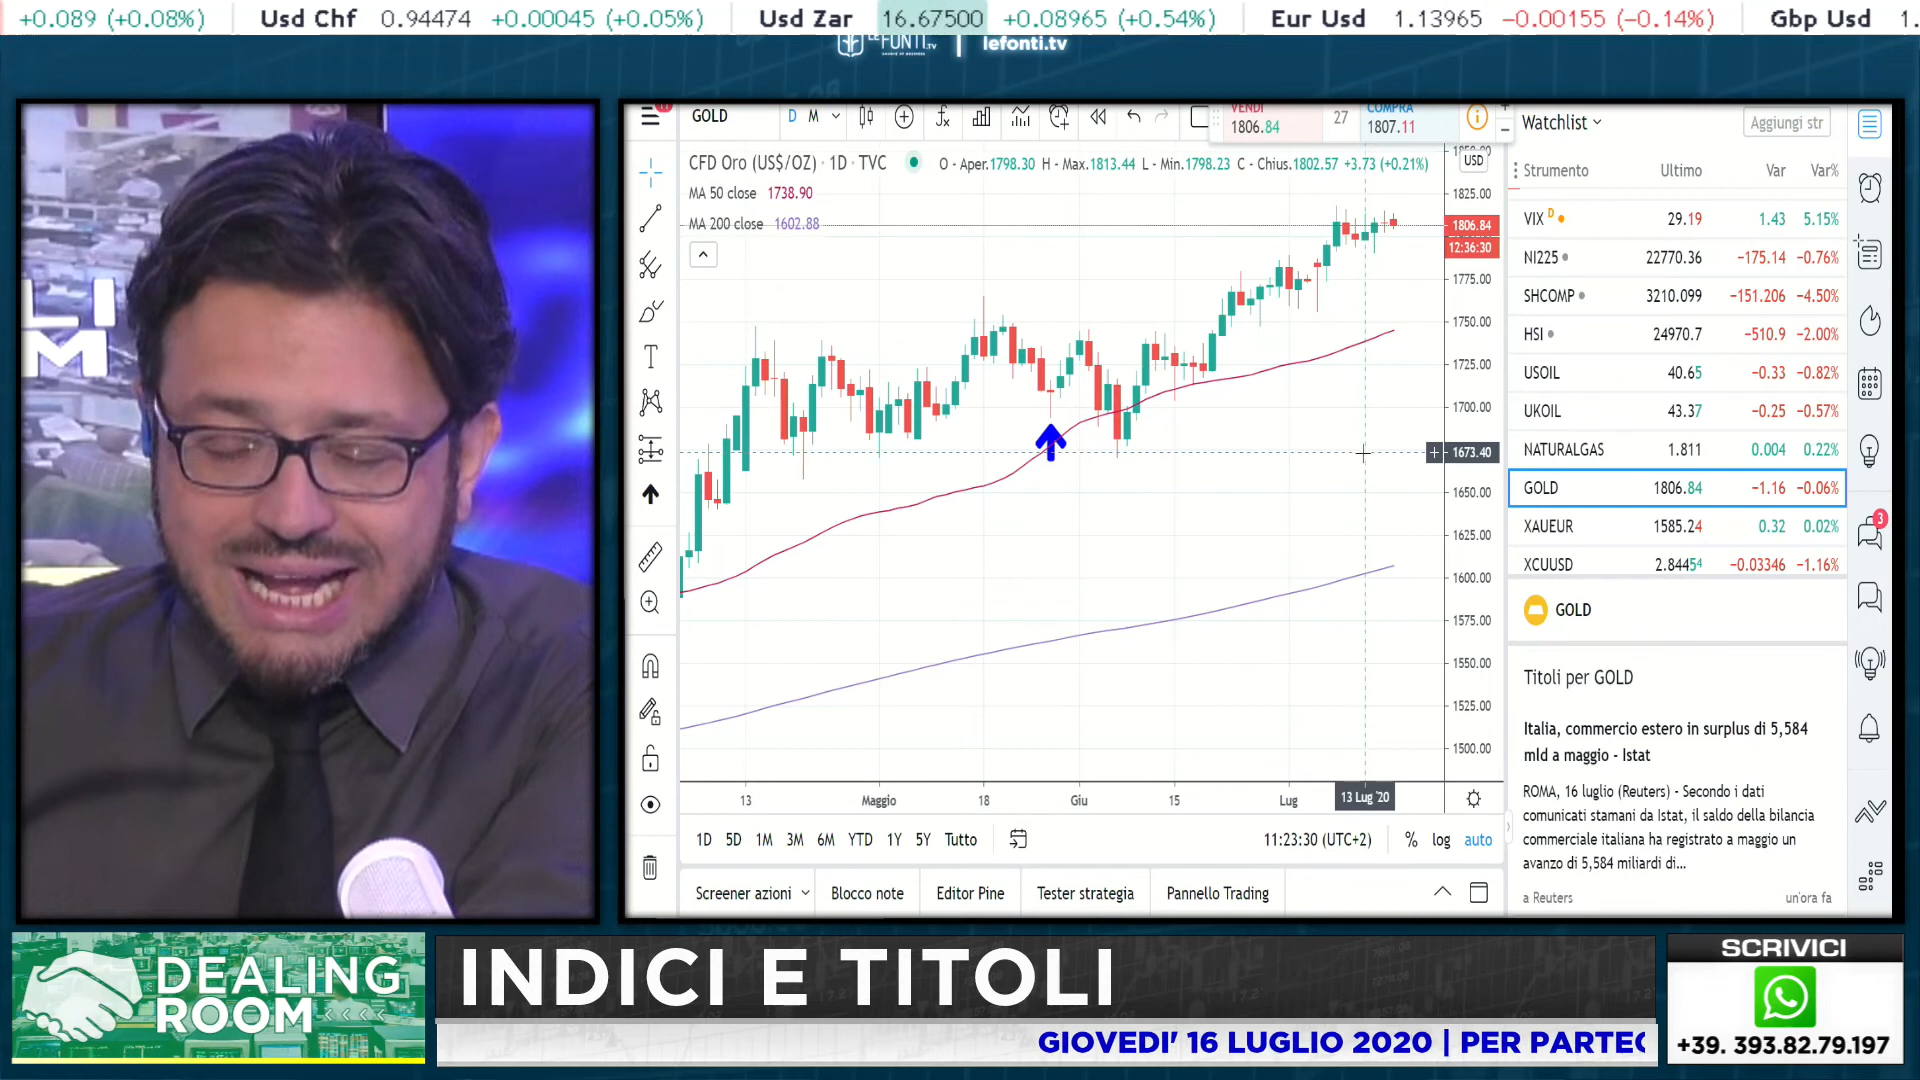 +0.089 (+0.08%) Usd Chf 0.94474 +0.00045 (+0.05%) Usd Zar 16.67500 +0.08965 (+0.54%) Eur Usd 1.13965 −0.00155 (−0.14%) Gbp Usd 1.
LE FONTI.TV | lefonti.tv
GOLD D M VENDI 1806.84 27 COMPRA 1807.11
CFD Oro (US$/OZ) · 1D · TVC O - Aper.1798.30 H - Max.1813.44 L - Min.1798.23 C - Chius.1802.57 +3.73 (+0.21%) USD
MA 50 close 1738.90
MA 200 close 1602.88
1825.00
1806.84
12:36:30
1775.00
1750.00
1725.00
1700.00
1673.40
1650.00
1625.00
1600.00
1575.00
1550.00
1525.00
1500.00
13 Maggio 18 Giu 15 Lug 13 Lug '20
1D 5D 1M 3M 6M YTD 1Y 5Y Tutto 11:23:30 (UTC+2) % log auto
Screener azioni Blocco note Editor Pine Tester strategia Pannello Trading
Watchlist Aggiungi str
Strumento Ultimo Var Var%
VIX D 29.19 1.43 5.15%
NI225 22770.36 −175.14 −0.76%
SHCOMP 3210.099 −151.206 −4.50%
HSI 24970.7 −510.9 −2.00%
USOIL 40.65 −0.33 −0.82%
UKOIL 43.37 −0.25 −0.57%
NATURALGAS 1.811 0.004 0.22%
GOLD 1806.84 −1.16 −0.06%
XAUEUR 1585.24 0.32 0.02%
XCUUSD 2.84454 −0.03346 −1.16%
GOLD
Titoli per GOLD
Italia, commercio estero in surplus di 5,584
mld a maggio - Istat
ROMA, 16 luglio (Reuters) - Secondo i dati
comunicati stamani da Istat, il saldo della bilancia
commerciale italiana ha registrato a maggio un
avanzo di 5,584 miliardi di...
a Reuters un'ora fa
3
DEALING
ROOM
INDICI E TITOLI
GIOVEDI' 16 LUGLIO 2020 | PER PARTEC
SCRIVICI
+39. 393.82.79.197